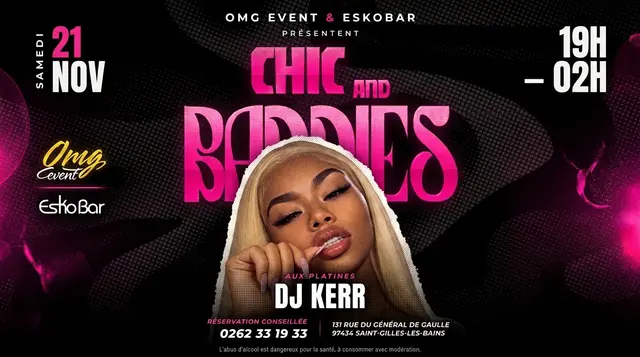 OMG EVENT & ESKOBAR
PRÉSENTENT
SAMEDI
21
NOV
19H
— 02H
CHIC AND
BADDIES
Omg
Event
EskoBar
AUX PLATINES
DJ KERR
RÉSERVATION CONSEILLÉE
0262 33 19 33
131 RUE DU GÉNÉRAL DE GAULLE
97434 SAINT-GILLES-LES-BAINS
L'abus d'alcool est dangereux pour la santé, à consommer avec modération.